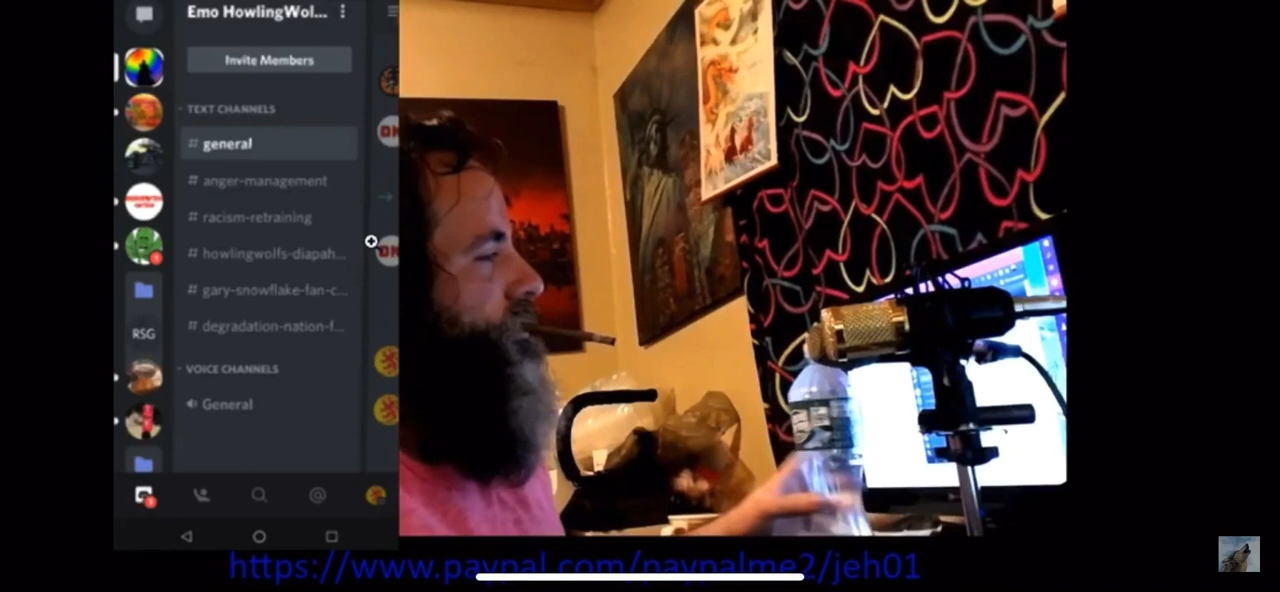 Emo HowlingWol...
Invite Members
TEXT CHANNELS
# general
# anger-management
# racism-retraining
# howlingwolfs-diapah...
# gary-snowflake-fan-c...
# degradation-nation-f...
VOICE CHANNELS
General
RSG
https://www.paypal.com/paypalme2/jeh01